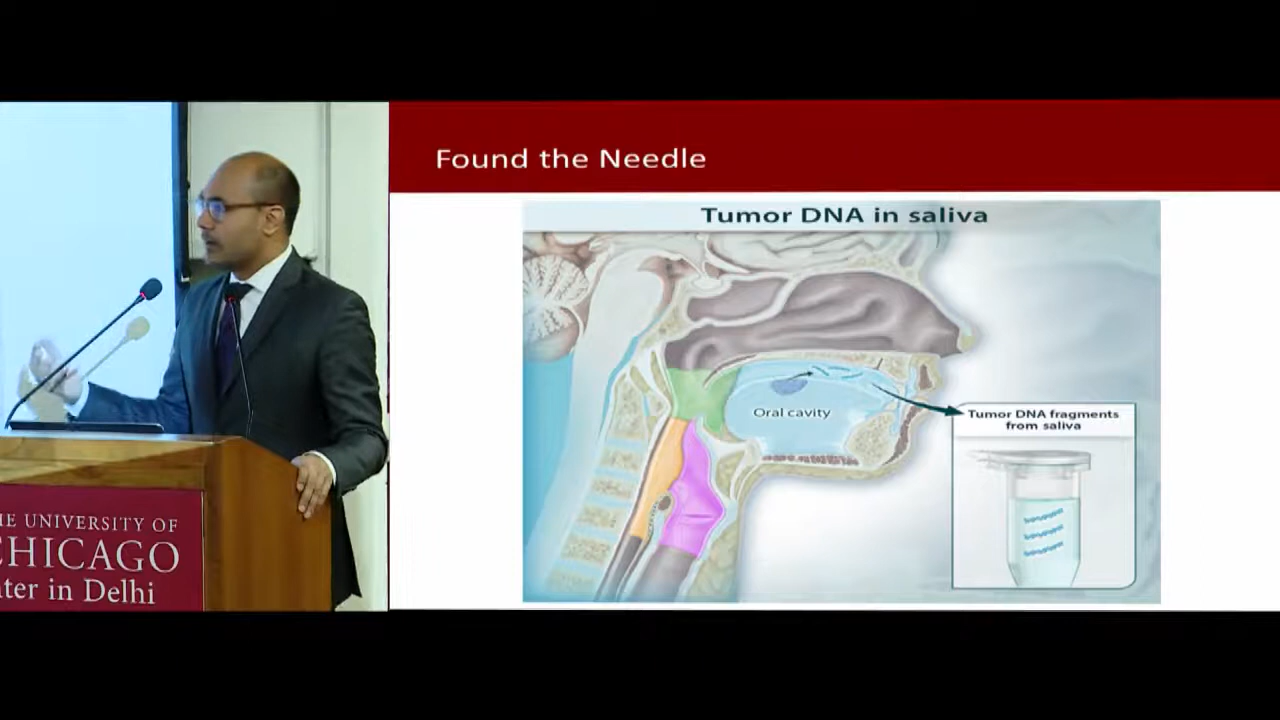 Found the Needle
Tumor DNA in saliva
Oral cavity
Tumor DNA fragments
from saliva
HE UNIVERSITY OF
CHICAGO
nter in Delhi